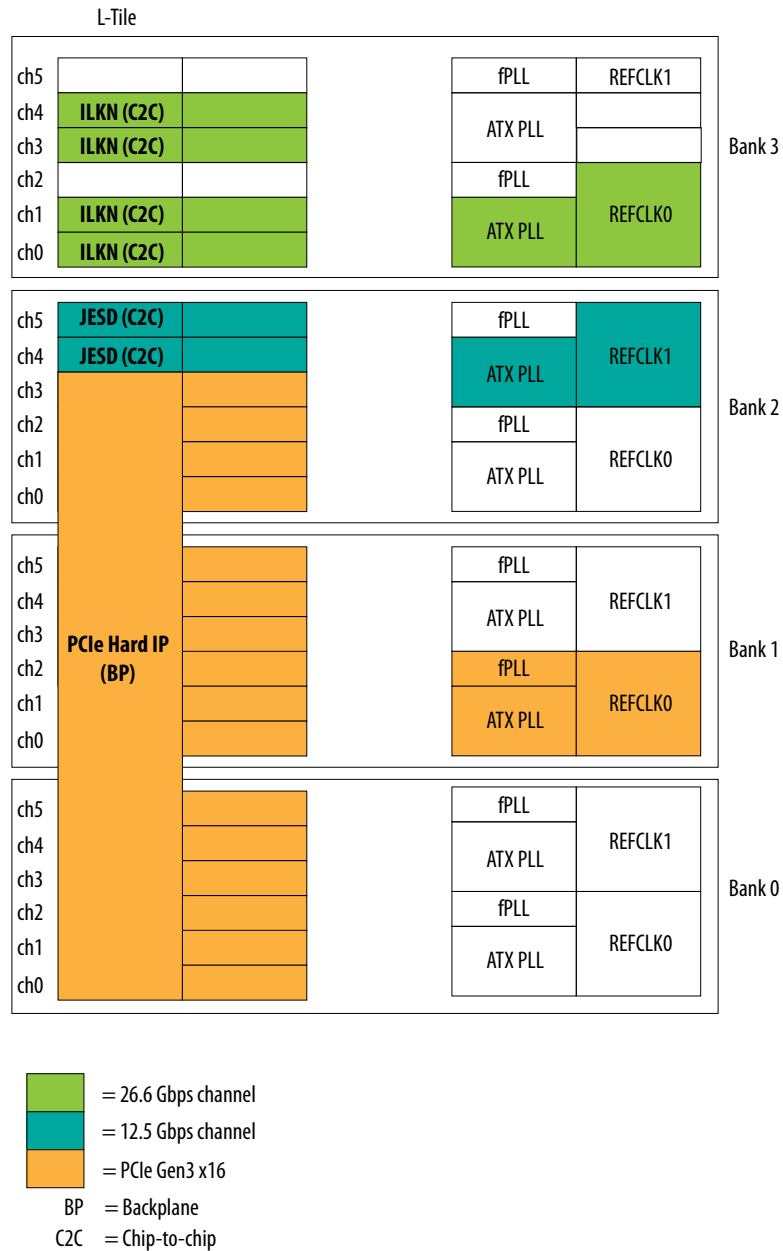 L-Tile
ch5 fPLL REFCLK1
ch4 ILKN (C2C)
ATX PLL
ch3 ILKN (C2C)
Bank 3
ch2 fPLL
ch1 ILKN (C2C)
ATX PLL REFCLK0
ch0 ILKN (C2C)
ch5 JESD (C2C) fPLL
ch4 JESD (C2C)
ATX PLL REFCLK1
ch3
Bank 2
ch2 fPLL
ch1
ATX PLL REFCLK0
ch0
ch5 fPLL
ch4 REFCLK1
ATX PLL
ch3
PCIe Hard IP
(BP)
Bank 1
ch2 fPLL
ch1 REFCLK0
ATX PLL
ch0
ch5 fPLL
ch4 REFCLK1
ATX PLL
ch3
Bank 0
ch2 fPLL
ch1 REFCLK0
ATX PLL
ch0
= 26.6 Gbps channel
= 12.5 Gbps channel
= PCIe Gen3 x16
BP = Backplane
C2C = Chip-to-chip